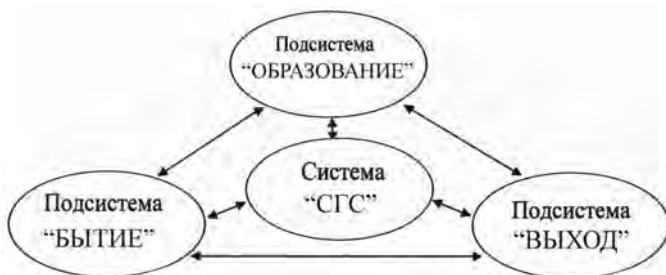 Подсистема
“ОБРАЗОВАНИЕ”
Система
“СГС”
Подсистема
“БЫТИЕ”
Подсистема
“ВЫХОД”